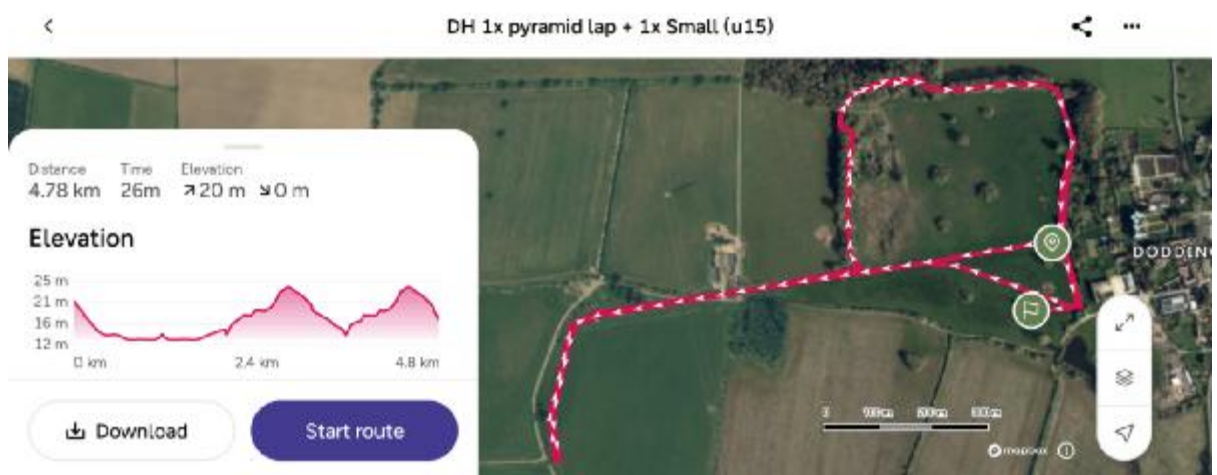 DH 1x pyramid lap + 1x Small (u15)
Distance Time Elevation
4.78 km 26m 20 m 0 m
Elevation
25 m
21 m
16 m
12 m
0 km 2.4 km 4.8 km
Download Start route
DODDING
mapbox